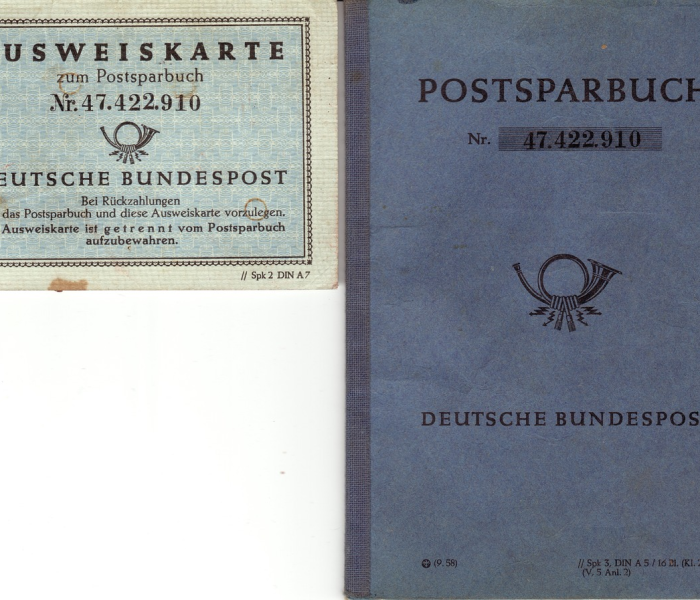 USWEISKARTE
zum Postsparbuch
Nr. 47.422.910
EUTSCHE BUNDESPOST
Bei Rückzahlungen
das Postsparbuch und diese Ausweiskarte vorzulegen.
Ausweiskarte ist getrennt vom Postsparbuch
aufzubewahren.
// Spk 2 DIN A 7
POSTSPARBUCH
Nr. 47.422.910
DEUTSCHE BUNDESPOS
(9. 58)
// Spk 3, DIN A 5 / 16 Bl. (Kl. 2
(V. 5 Anl. 2)